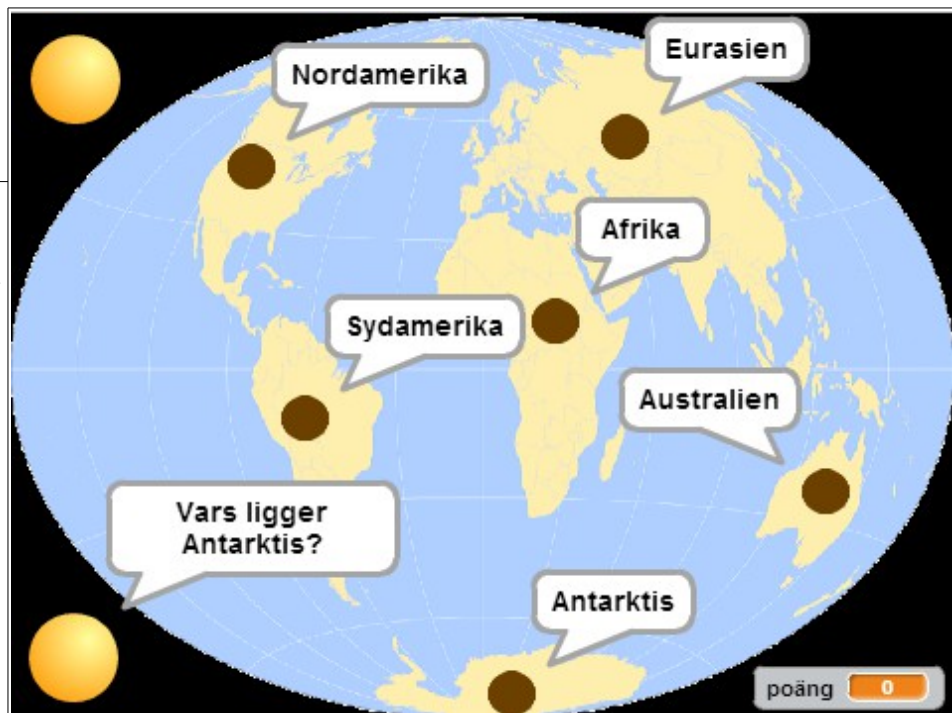 Eurasien
Nordamerika
Afrika
Sydamerika
Australien
Vars ligger
Antarktis?
Antarktis
poäng 0